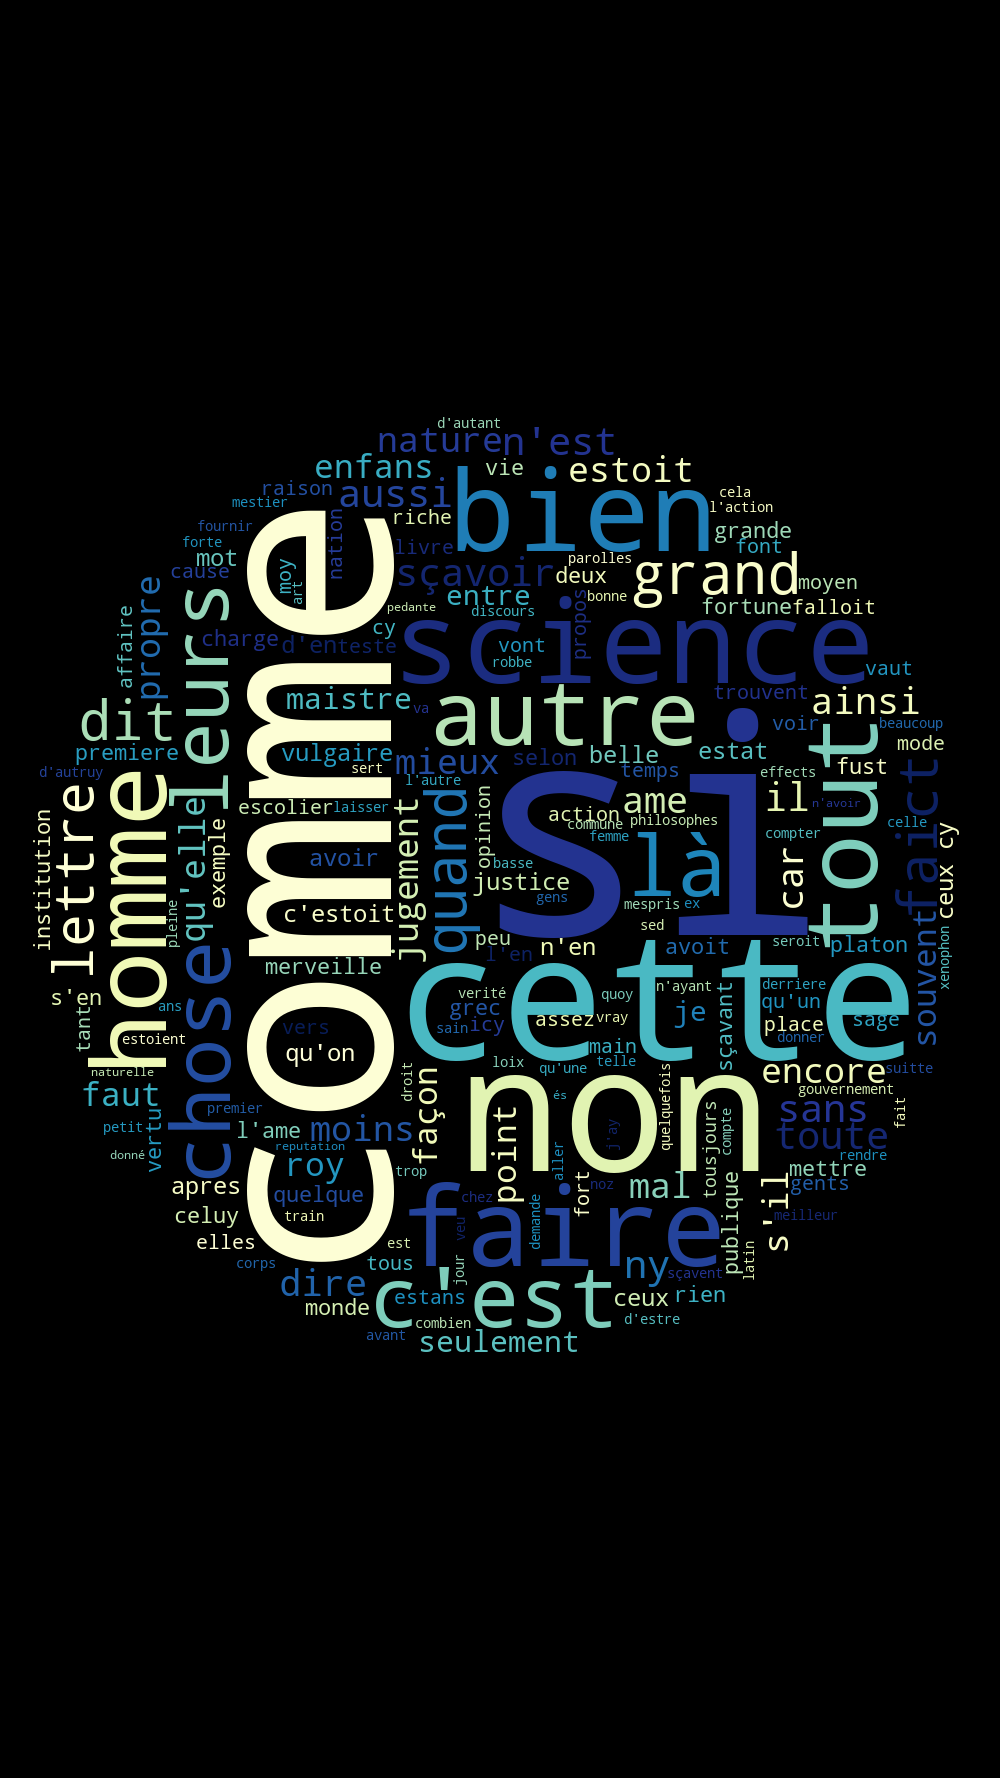 d'autant
nature
n'est
enfans
vie
estoit
raison
aussi
bien
cela
mestier
l'action
riche
grande
fournir
nation
livre
font
forte
mot
parolles
cause
moy
art
sçavoir
deux
grand
moyen
propre
entre
bonne
pedante
discours
fortune
falloit
affaire
leurs
comme
cy
science
propos
charge
d'en
teste
vont
robbe
vaut
maistre
va
autre
trouvent
ainsi
dit
voir
beaucoup
premiere
vulgaire
mieux
selon
belle
estat
mode
d'autruy
sert
l'autre
temps
effects
fust
si
tout
faict
homme
lettre
qu'elle
escolier
laisser
quand
opinion
action
ame
il
n'avoir
institution
exemple
jugement
commune
philosophes
femme
là
compter
celle
avoir
basse
car
ceux cy
justice
gens
mespris
ex
c'estoit
pleine
sed
peu
l'en
n'en
avoit
seroit
platon
souvent
merveille
chose
cette
xenophon
s'en
tant
ans
verité
quoy
n'ayant
derriere
grec
je
sçavant
qu'un
vers
sain
icy
assez
vray
place
sage
estoient
qu'on
main
donner
naturelle
loix
qu'une
telle
encore
suitte
faut
droit
façon
non
és
quelquefois
gouvernement
fait
premier
point
tousjours
compte
sans
petit
vertu
l'ame
moins
j'ay
toute
reputation
donné
roy
trop
aller
rendre
mettre
apres
quelque
chez
fort
noz
mal
publique
s'il
gents
celuy
train
faire
veu
demande
meilleur
elles
est
latin
corps
tous
jour
ny
sçavent
dire
c'est
estans
ceux
rien
monde
combien
d'estre
avant
seulement